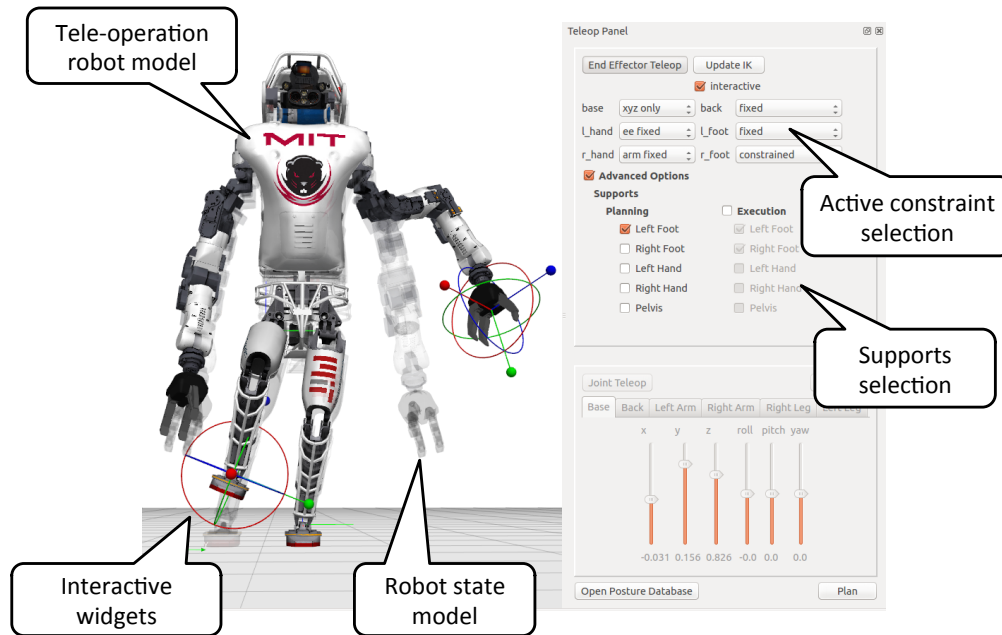 Tele-operation
robot model
MIT
Interactive
widgets
Robot state
model
Teleop Panel
End Effector Teleop Update IK
interactive
base xyz only back fixed
l_hand ee fixed l_foot fixed
r_hand arm fixed r_foot constrained
Advanced Options
Supports
Planning Execution
Left Foot Left Foot
Right Foot Right Foot
Left Hand Left Hand
Right Hand Right Hand
Pelvis Pelvis
Active constraint
selection
Supports
selection
Joint Teleop
Base Back Left Arm Right Arm Right Leg Left Leg
x y z roll pitch yaw
-0.031 0.156 0.826 -0.0 0.0 0.0
Open Posture Database Plan